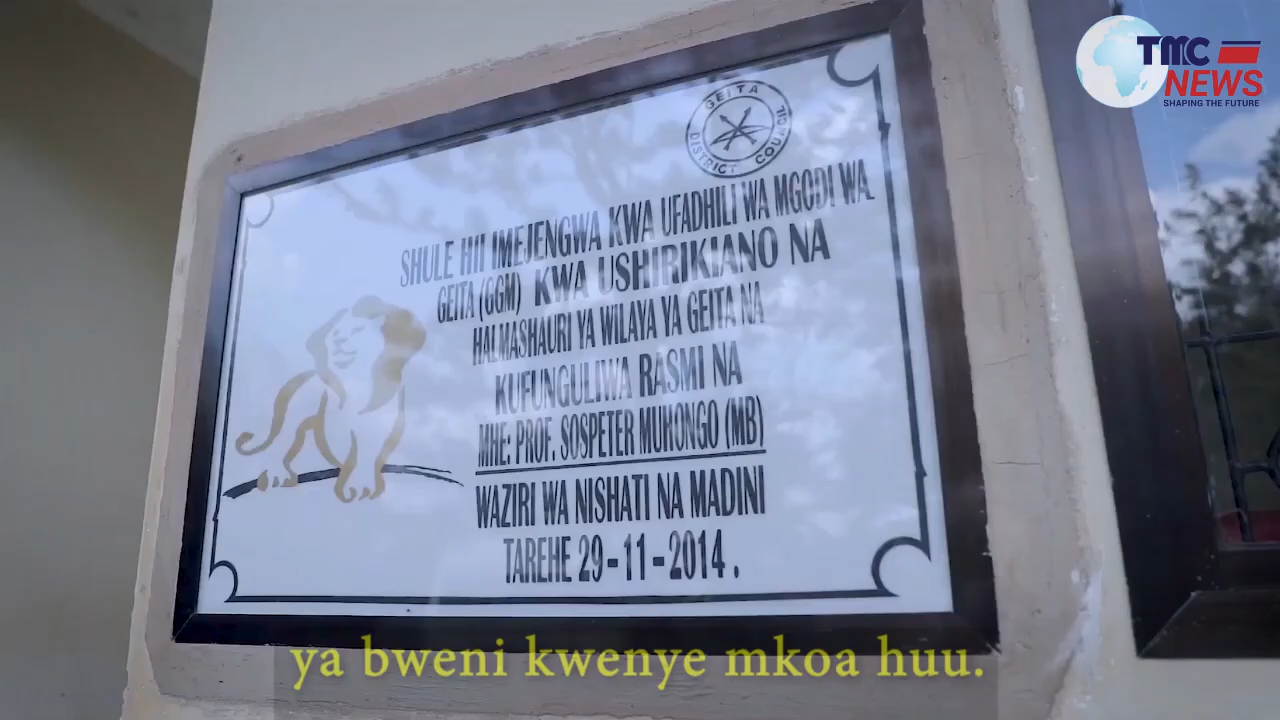 TMC
NEWS
SHAPING THE FUTURE
GEITA
DISTRICT COUNCIL
SHULE HII IMEJENGWA KWA UFADHILI WA MGODI WA
GEITA (GGM) KWA USHIRIKIANO NA
HALMASHAURI YA WILAYA YA GEITA NA
KUFUNGULIWA RASMI NA
MHE: PROF. SOSPETER MUHONGO (MB)
WAZIRI WA NISHATI NA MADINI
TAREHE 29-11-2014.
ya bweni kwenye mkoa huu.